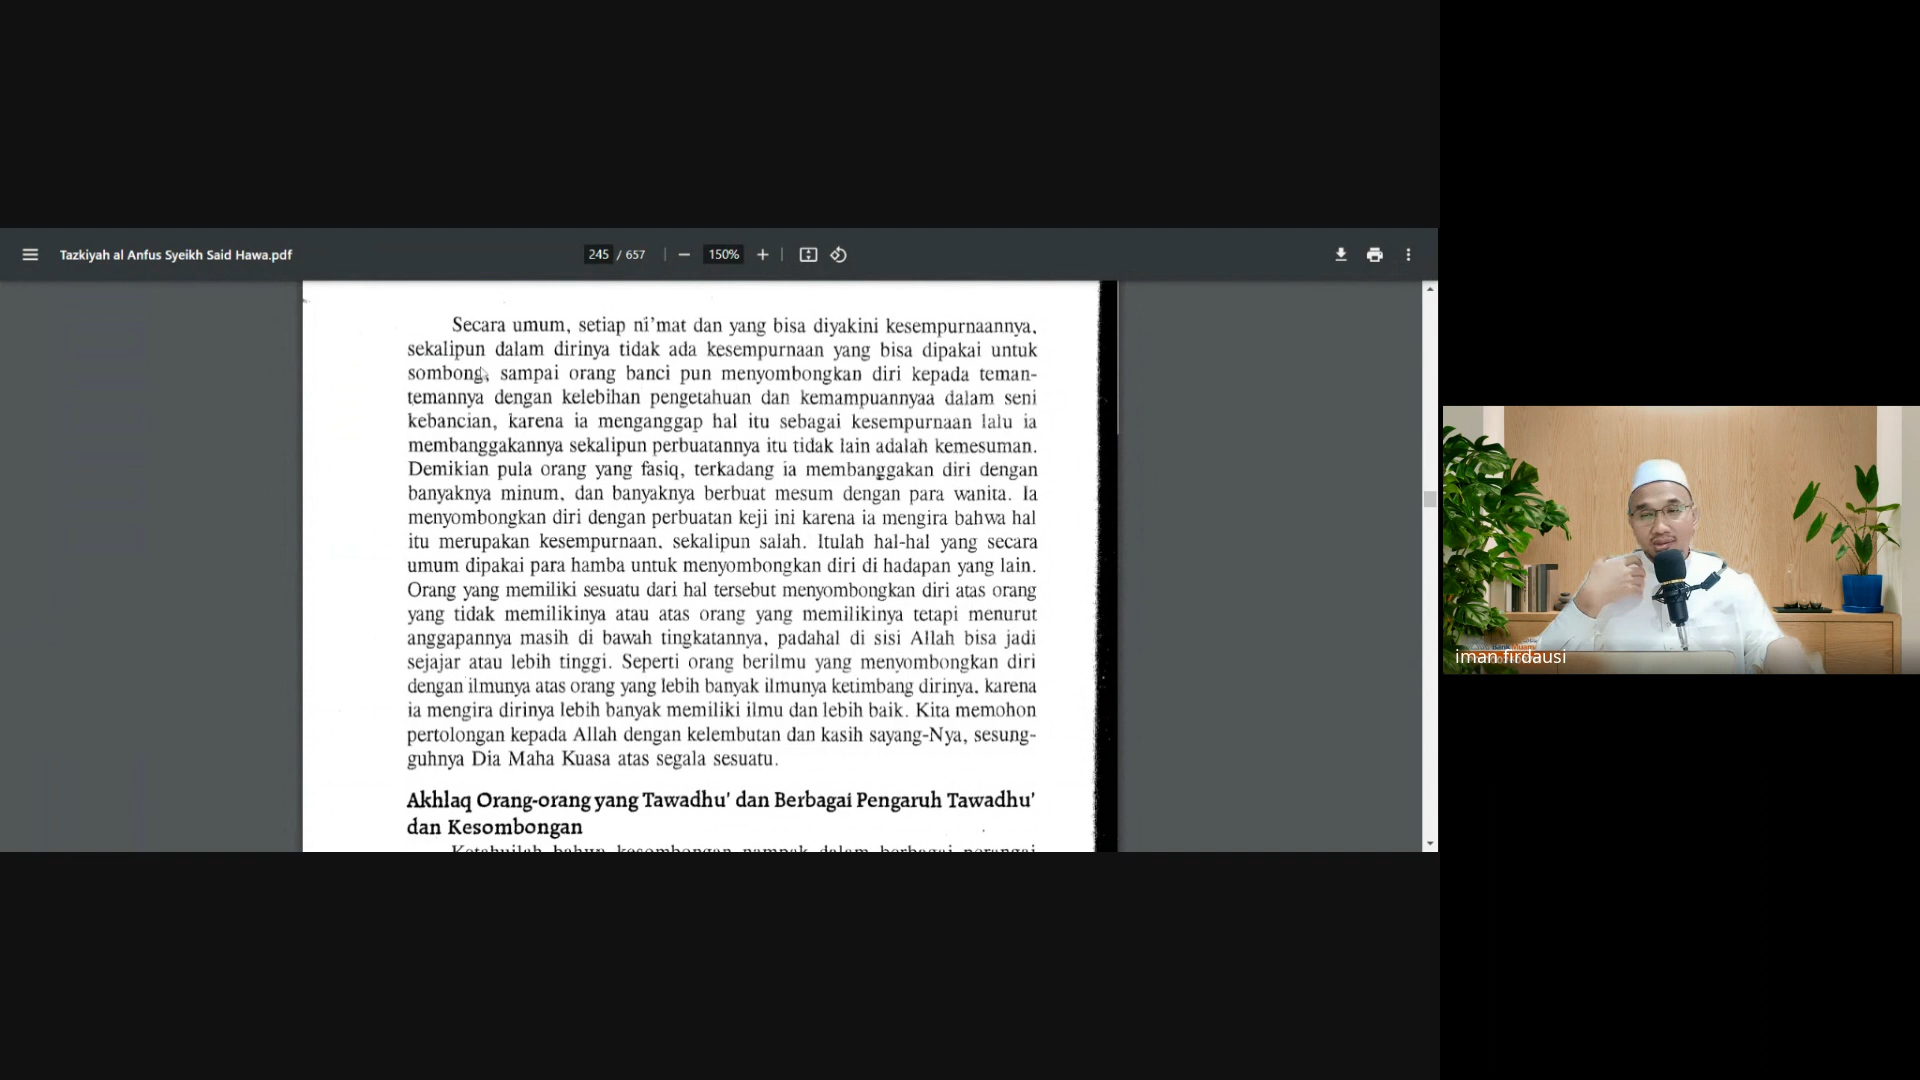 Tazkiyah al Anfus Syeikh Said Hawa.pdf
245 / 657
150%
Secara umum, setiap ni'mat dan yang bisa diyakini kesempurnaannya,
sekalipun dalam dirinya tidak ada kesempurnaan yang bisa dipakai untuk
sombong, sampai orang banci pun menyombongkan diri kepada teman-
temannya dengan kelebihan pengetahuan dan kemampuannyaa dalam seni
kebancian, karena ia menganggap hal itu sebagai kesempurnaan lalu ia
membanggakannya sekalipun perbuatannya itu tidak lain adalah kemesuman.
Demikian pula orang yang fasiq, terkadang ia membanggakan diri dengan
banyaknya minum, dan banyaknya berbuat mesum dengan para wanita. Ia
menyombongkan diri dengan perbuatan keji ini karena ia mengira bahwa hal
itu merupakan kesempurnaan, sekalipun salah. Itulah hal-hal yang secara
umum dipakai para hamba untuk menyombongkan diri di hadapan yang lain.
Orang yang memiliki sesuatu dari hal tersebut menyombongkan diri atas orang
yang tidak memilikinya atau atas orang yang memilikinya tetapi menurut
anggapannya masih di bawah tingkatannya, padahal di sisi Allah bisa jadi
sejajar atau lebih tinggi. Seperti orang berilmu yang menyombongkan diri
dengan ilmunya atas orang yang lebih banyak ilmunya ketimbang dirinya, karena
ia mengira dirinya lebih banyak memiliki ilmu dan lebih baik. Kita memohon
pertolongan kepada Allah dengan kelembutan dan kasih sayang-Nya, sesung-
guhnya Dia Maha Kuasa atas segala sesuatu.
Akhlaq Orang-orang yang Tawadhu' dan Berbagai Pengaruh Tawadhu'
dan Kesombongan
Ketahuilah bahwa kesombongan nampak dalam berbagai perangai
iman firdausi